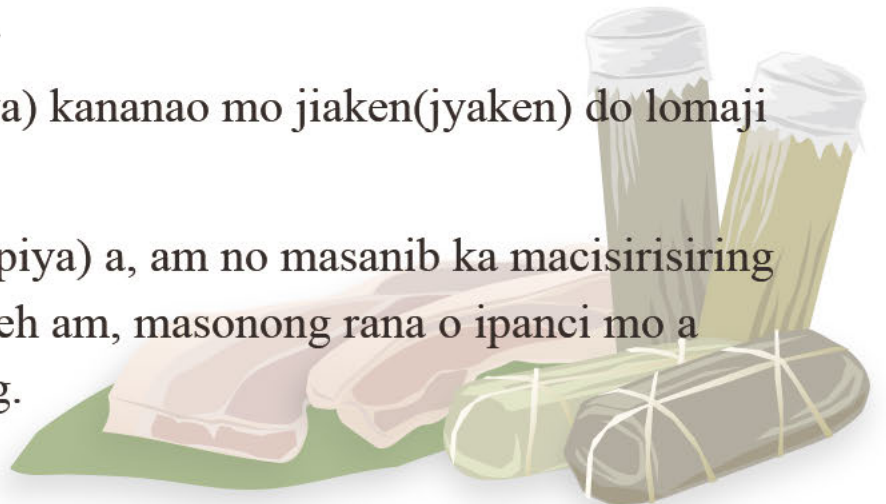 a) kananao mo jiaken(jyaken) do lomaji
piya) a, am no masanib ka macisirisiring
eh am, masonong rana o ipanci mo a
g.